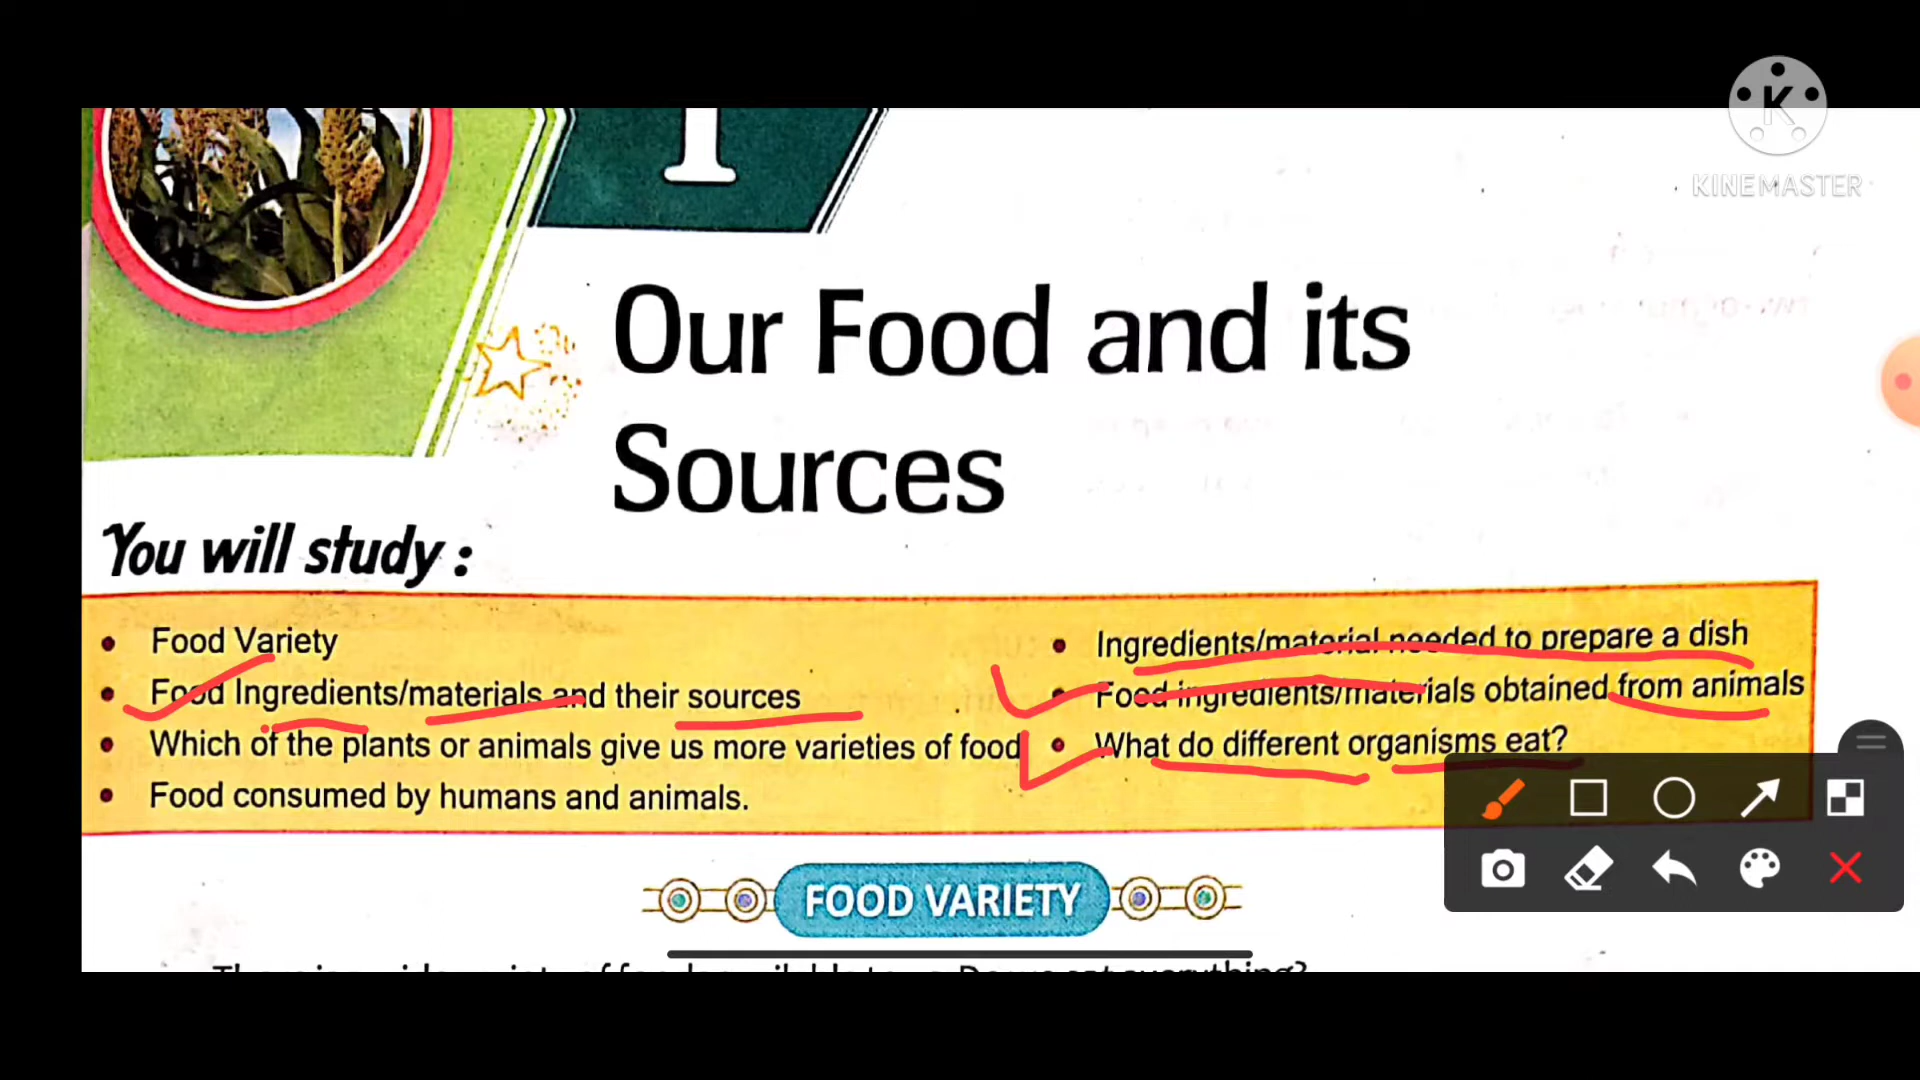 1
K
KINEMASTER
Our Food and its
Sources
You will study :
• Food Variety
• Food Ingredients/materials and their sources
• Which of the plants or animals give us more varieties of food
• Food consumed by humans and animals.
• Ingredients/material needed to prepare a dish
• Food ingredients/materials obtained from animals
• What do different organisms eat?
FOOD VARIETY